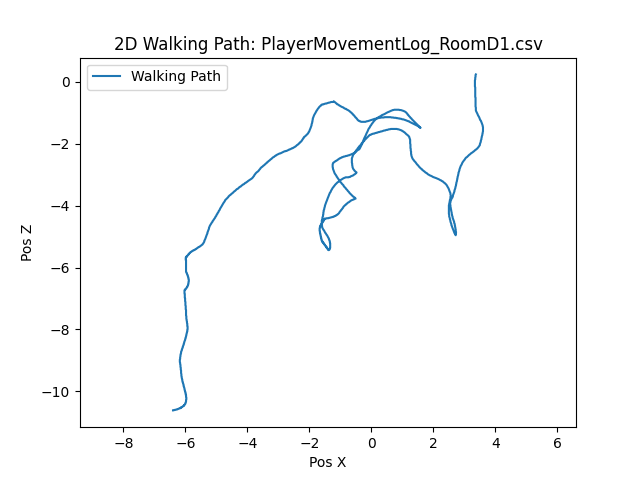 2D Walking Path: PlayerMovementLog_RoomD1.csv
Walking Path
0
−2
−4
−6
−8
−10
Pos Z
−8 −6 −4 −2 0 2 4 6
Pos X